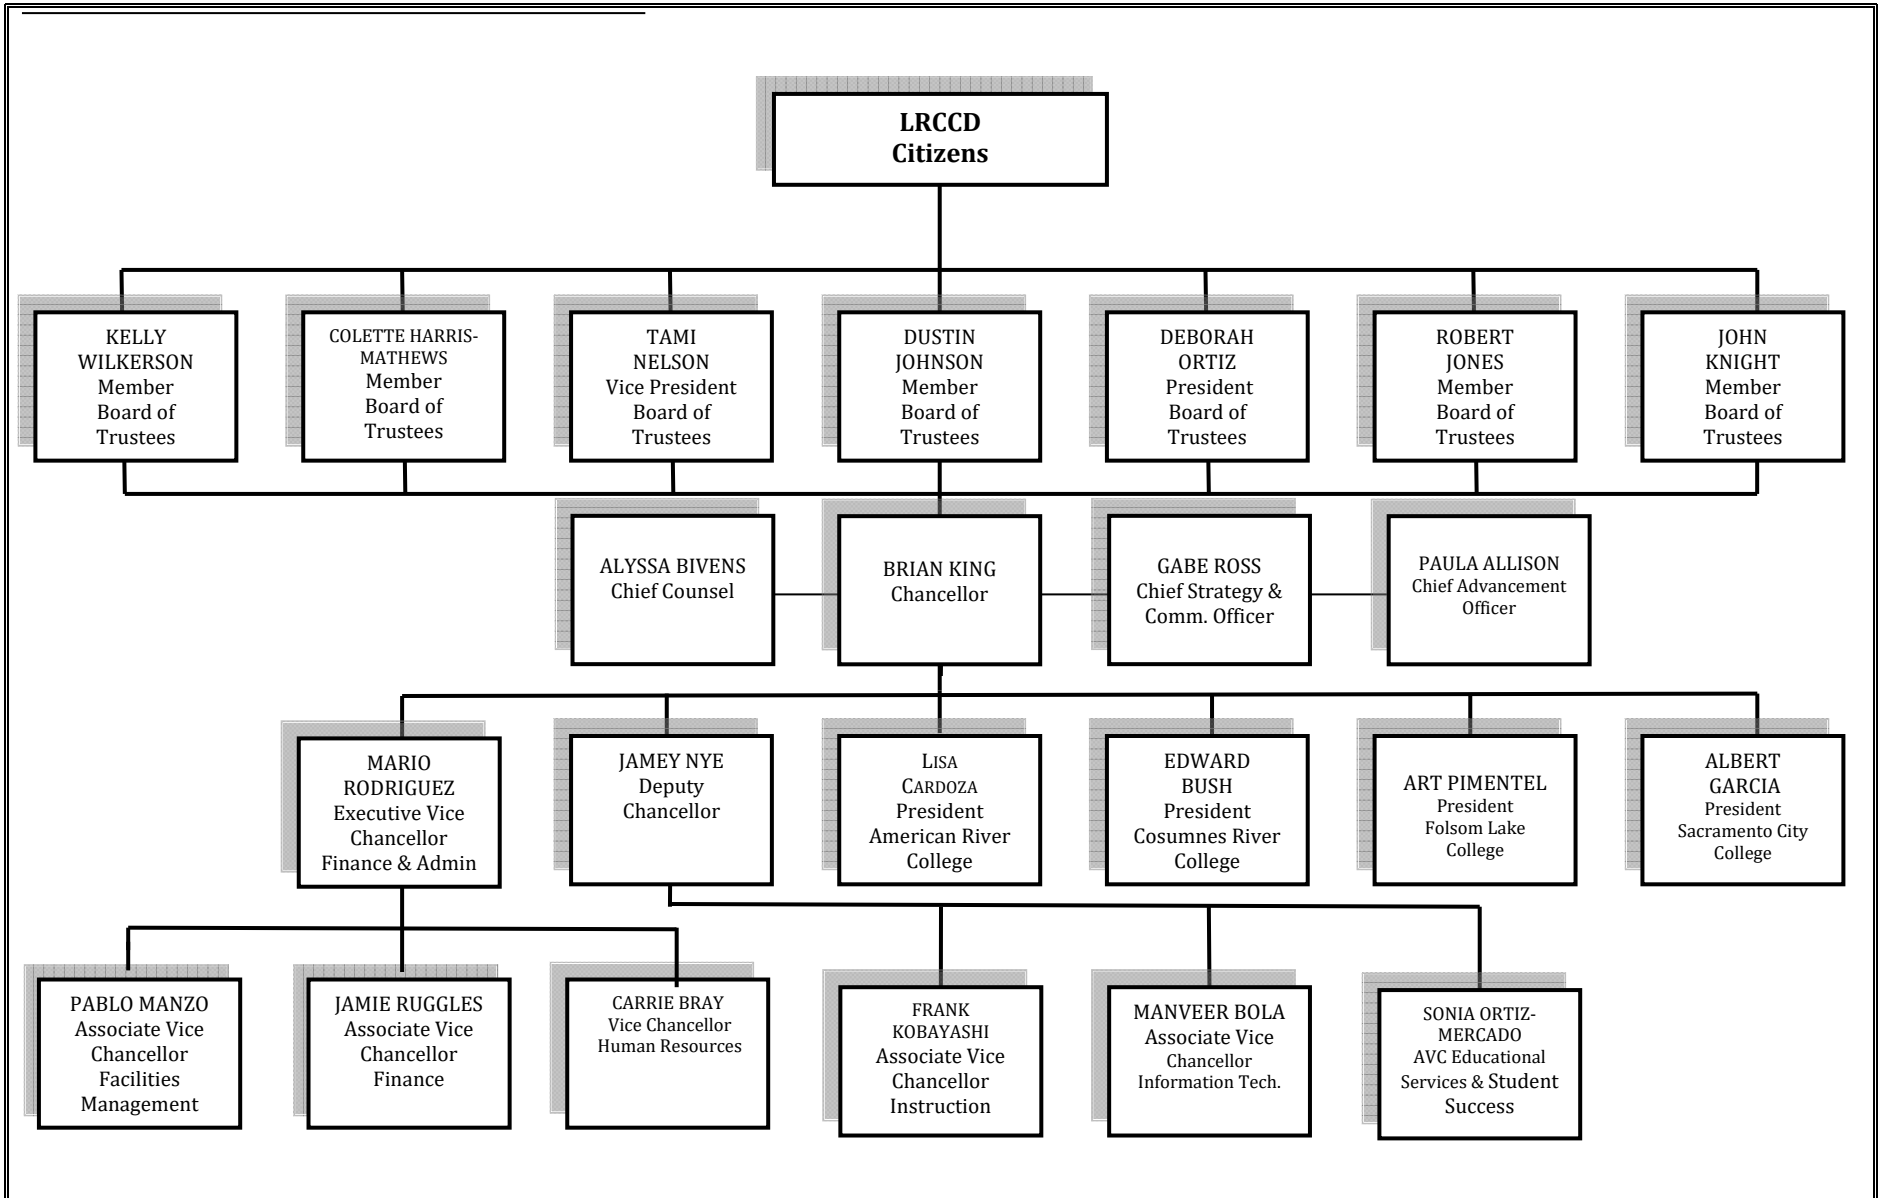 LRCCD
Citizens
KELLY
WILKERSON
Member
Board of
Trustees
COLETTE HARRIS-
MATHEWS
Member
Board of
Trustees
TAMI
NELSON
Vice President
Board of
Trustees
DUSTIN
JOHNSON
Member
Board of
Trustees
DEBORAH
ORTIZ
President
Board of
Trustees
ROBERT
JONES
Member
Board of
Trustees
JOHN
KNIGHT
Member
Board of
Trustees
ALYSSA BIVENS
Chief Counsel
BRIAN KING
Chancellor
GABE ROSS
Chief Strategy &
Comm. Officer
PAULA ALLISON
Chief Advancement
Officer
MARIO
RODRIGUEZ
Executive Vice
Chancellor
Finance & Admin
JAMEY NYE
Deputy
Chancellor
LISA
CARDOZA
President
American River
College
EDWARD
BUSH
President
Cosumnes River
College
ART PIMENTEL
President
Folsom Lake
College
ALBERT
GARCIA
President
Sacramento City
College
PABLO MANZO
Associate Vice
Chancellor
Facilities
Management
JAMIE RUGGLES
Associate Vice
Chancellor
Finance
CARRIE BRAY
Vice Chancellor
Human Resources
FRANK
KOBAYASHI
Associate Vice
Chancellor
Instruction
MANVEER BOLA
Associate Vice
Chancellor
Information Tech.
SONIA ORTIZ-
MERCADO
AVC Educational
Services & Student
Success